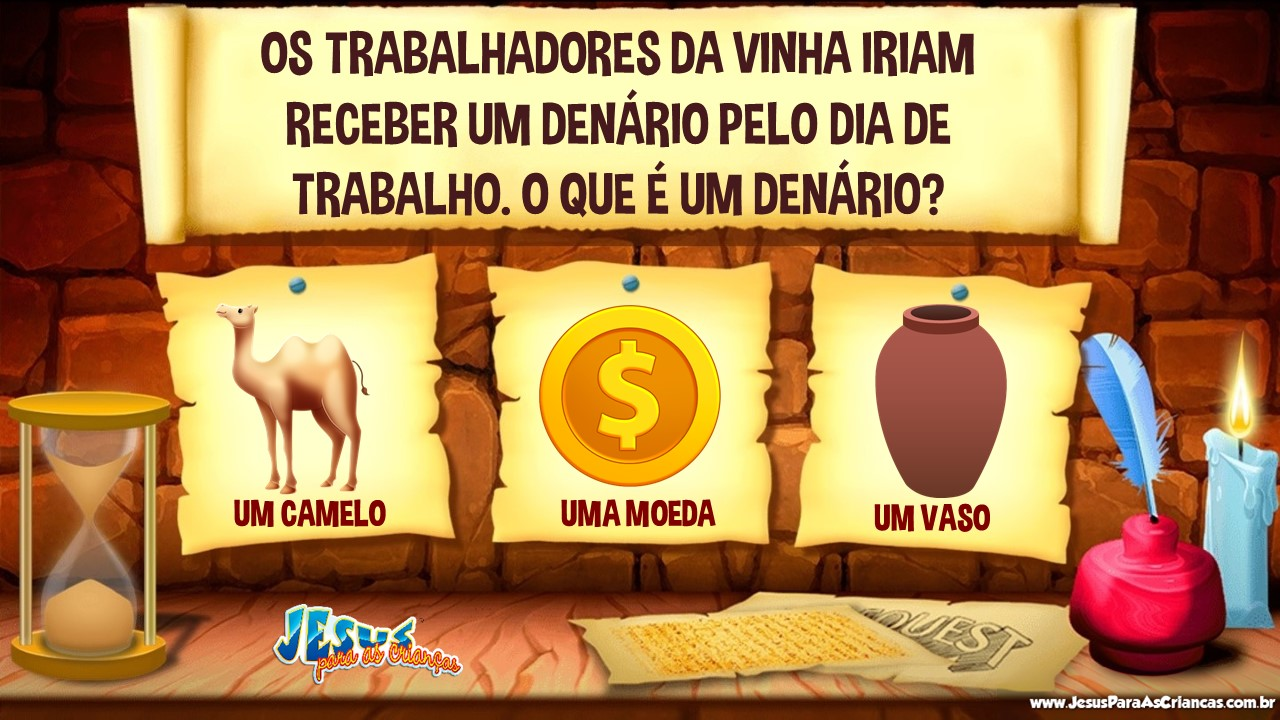 OS TRABALHADORES DA VINHA IRIAM
RECEBER UM DENÁRIO PELO DIA DE
TRABALHO. O QUE É UM DENÁRIO?
$
UM CAMELO
UMA MOEDA
UM VASO
JESUS
para as crianças
QUEST
www.JesusParaAsCriancas.com.br